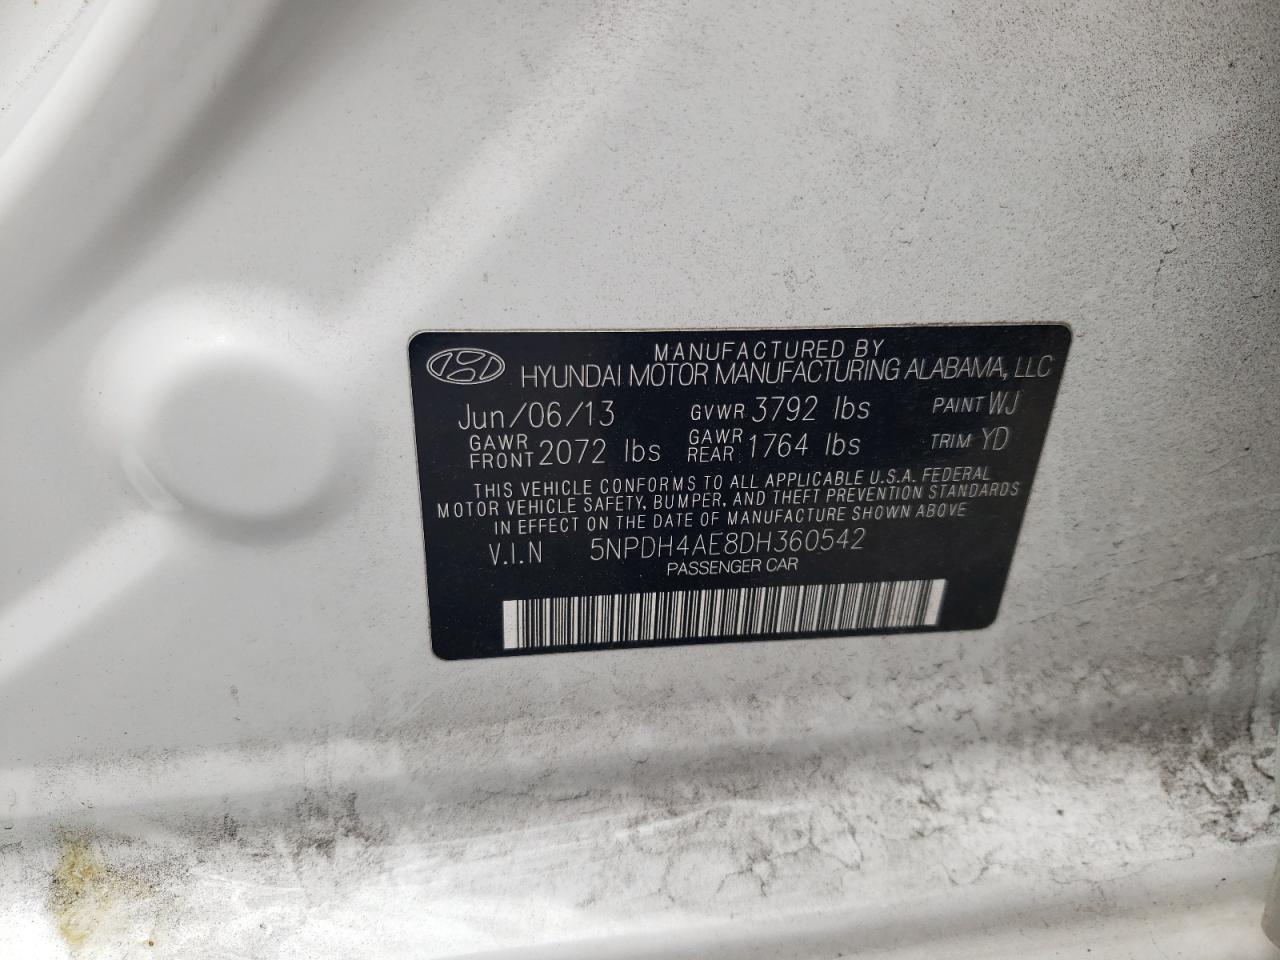 MANUFACTURED BY
HYUNDAI MOTOR MANUFACTURING ALABAMA, LLC
Jun/06/13 GVWR 3792 lbs PAINT WJ
GAWR FRONT 2072 lbs GAWR REAR 1764 lbs TRIM YD
THIS VEHICLE CONFORMS TO ALL APPLICABLE U.S.A. FEDERAL
MOTOR VEHICLE SAFETY, BUMPER, AND THEFT PREVENTION STANDARDS
IN EFFECT ON THE DATE OF MANUFACTURE SHOWN ABOVE
V.I.N 5NPDH4AE8DH360542
PASSENGER CAR